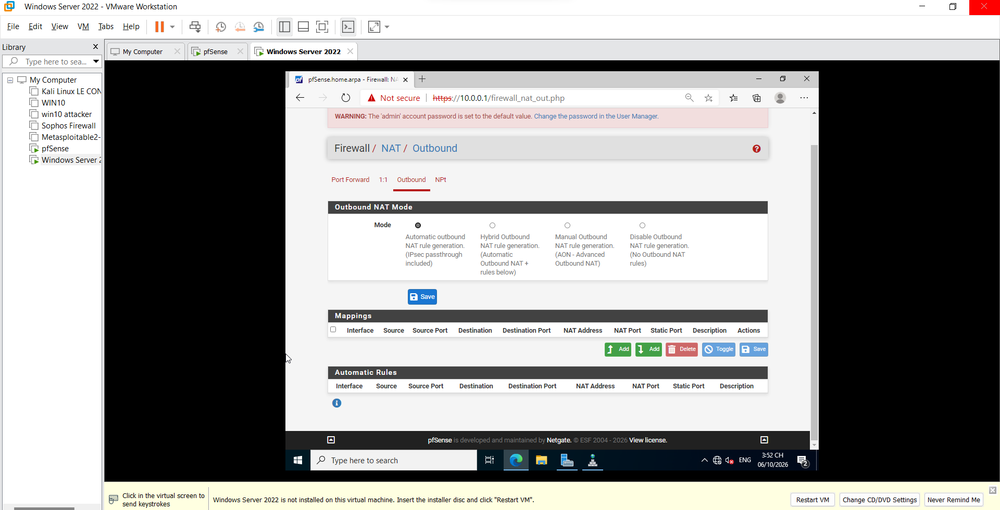 Windows Server 2022 - VMware Workstation
File Edit View VM Tabs Help
Library
Type here to sea...
My Computer
Kali Linux LE CON
WIN10
win10 attacker
Sophos Firewall
Metasploitable2-
pfSense
Windows Server 2
My Computer
pfSense
Windows Server 2022
pfSense.home.arpa - Firewall: NA
Not secure https://10.0.0.1/firewall_nat_out.php
WARNING: The 'admin' account password is set to the default value. Change the password in the User Manager.
Firewall / NAT / Outbound
Port Forward 1:1 Outbound NPt
Outbound NAT Mode
Mode
Automatic outbound
NAT rule generation.
(IPsec passthrough
included)
Hybrid Outbound
NAT rule generation.
(Automatic
Outbound NAT +
rules below)
Manual Outbound
NAT rule generation.
(AON - Advanced
Outbound NAT)
Disable Outbound
NAT rule generation.
(No Outbound NAT
rules)
Save
Mappings
Interface Source Source Port Destination Destination Port NAT Address NAT Port Static Port Description Actions
Add Add Delete Toggle Save
Automatic Rules
Interface Source Source Port Destination Destination Port NAT Address NAT Port Static Port Description
pfSense is developed and maintained by Netgate. © ESF 2004 - 2026 View license.
Type here to search
ENG
3:52 CH
06/10/2026
2
Click in the virtual screen to
send keystrokes
Windows Server 2022 is not installed on this virtual machine. Insert the installer disc and click "Restart VM".
Restart VM
Change CD/DVD Settings
Never Remind Me